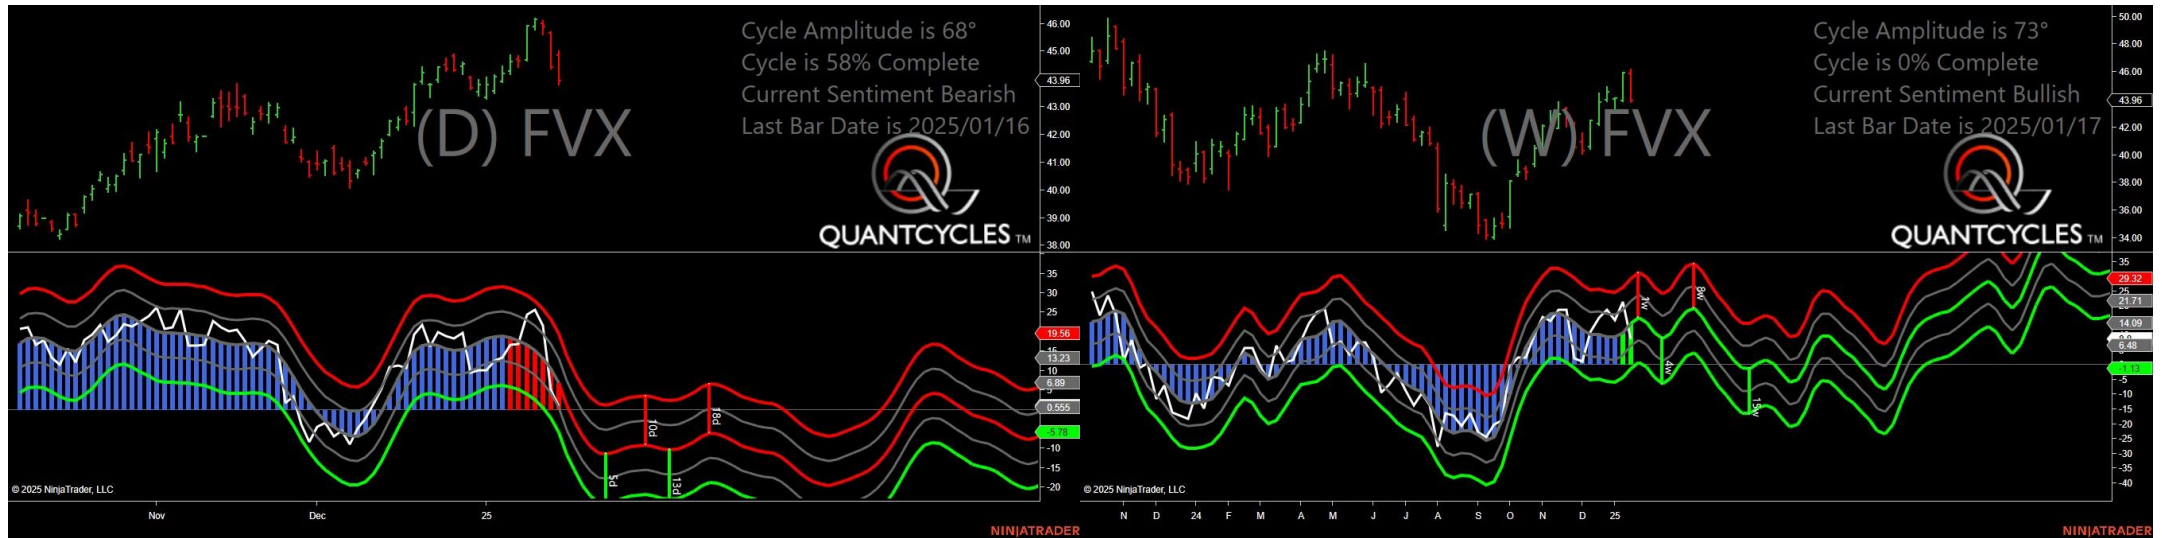 Cycle Amplitude is 68°
Cycle is 58% Complete
Current Sentiment Bearish
Last Bar Date is 2025/01/16
(D) FVX
QUANTCYCLES TM
46.00
45.00
43.96
43.00
42.00
41.00
40.00
39.00
38.00
35
30
25
19.56
15
13.23
10
6.89
0.555
-5.78
-10
-15
-20
10d
18d
5d
13d
© 2025 NinjaTrader, LLC
Nov
Dec
25
NINJATRADER
Cycle Amplitude is 73°
Cycle is 0% Complete
Current Sentiment Bullish
Last Bar Date is 2025/01/17
(W) FVX
QUANTCYCLES TM
50.00
48.00
46.00
43.96
42.00
40.00
38.00
36.00
34.00
35
29.32
25
21.71
14.09
6.48
-1.13
-5
-10
-15
-20
-25
-30
-35
-40
1w
8w
4w
15w
© 2025 NinjaTrader, LLC
N D 24 F M A M J J A S O N D 25
NINJATRADER